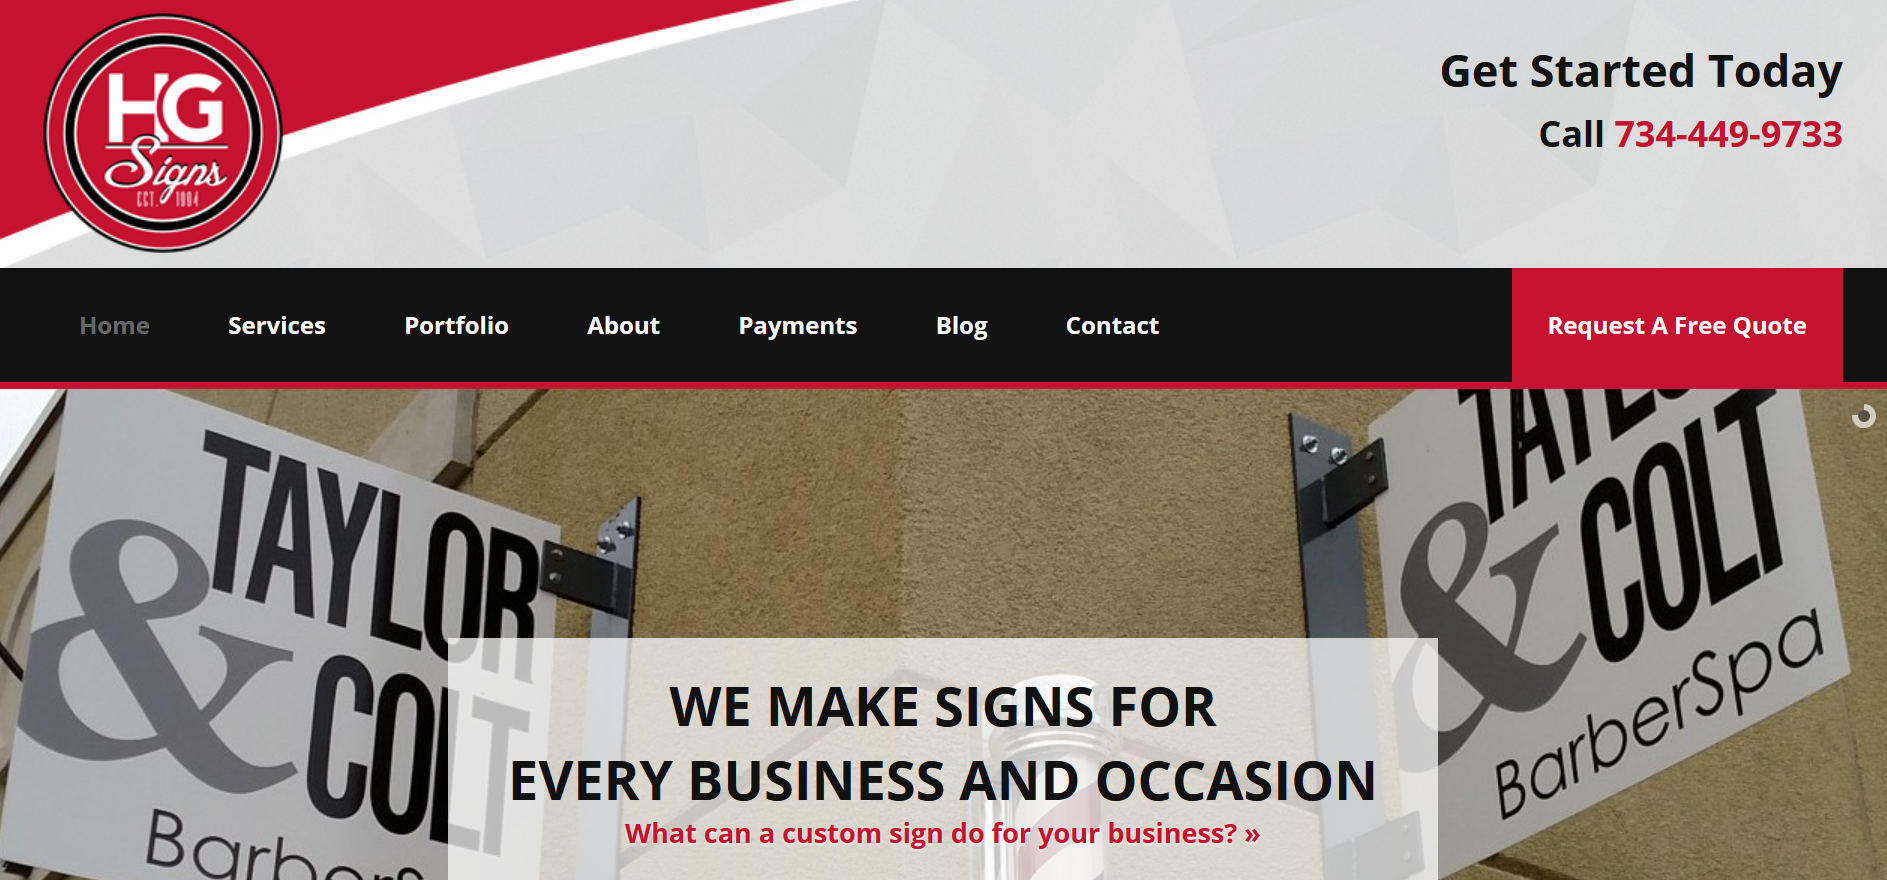 HG
Signs
EST. 1994
Get Started Today
Call 734-449-9733
Home
Services
Portfolio
About
Payments
Blog
Contact
Request A Free Quote
TAYLOR
& COLT
BarberS
TAYLO
& COLT
BarberSpa
WE MAKE SIGNS FOR
EVERY BUSINESS AND OCCASION
What can a custom sign do for your business? »